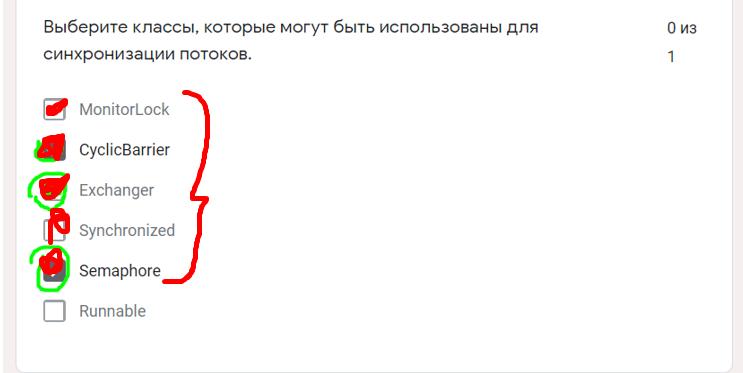 Выберите классы, которые могут быть использованы для
синхронизации потоков.
0 из
1
MonitorLock
CyclicBarrier
Exchanger
Synchronized
Semaphore
Runnable